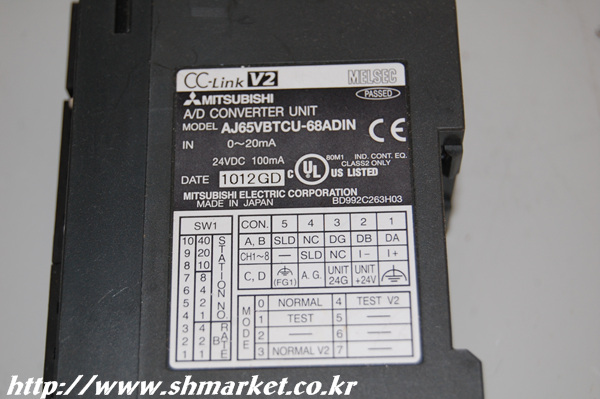 CC-Link V2 MELSEC
MITSUBISHI PASSED
A/D CONVERTER UNIT
MODEL AJ65VBTCU-68ADIN CE
IN 0~20mA
24VDC 100mA
80M1 IND. CONT. EQ.
CLASS2 ONLY
DATE 1012GD c UL US LISTED
MITSUBISHI ELECTRIC CORPORATION
MADE IN JAPAN BD992C263H03
SW1
10 40
9 20
8 10
7 8
6 4
5 2
4 1
3 4
2 2
1 1
STATION NO.
B RATE
CON. 5 4 3 2 1
A, B SLD NC DG DB DA
CH1~8 — SLD NC I- I+
C, D (FG1) A.G. UNIT 24G UNIT +24V
MODE
0 NORMAL 4 TEST V2
1 TEST 5 —
2 — 6 —
3 NORMAL V2 7 —
http://www.shmarket.co.kr